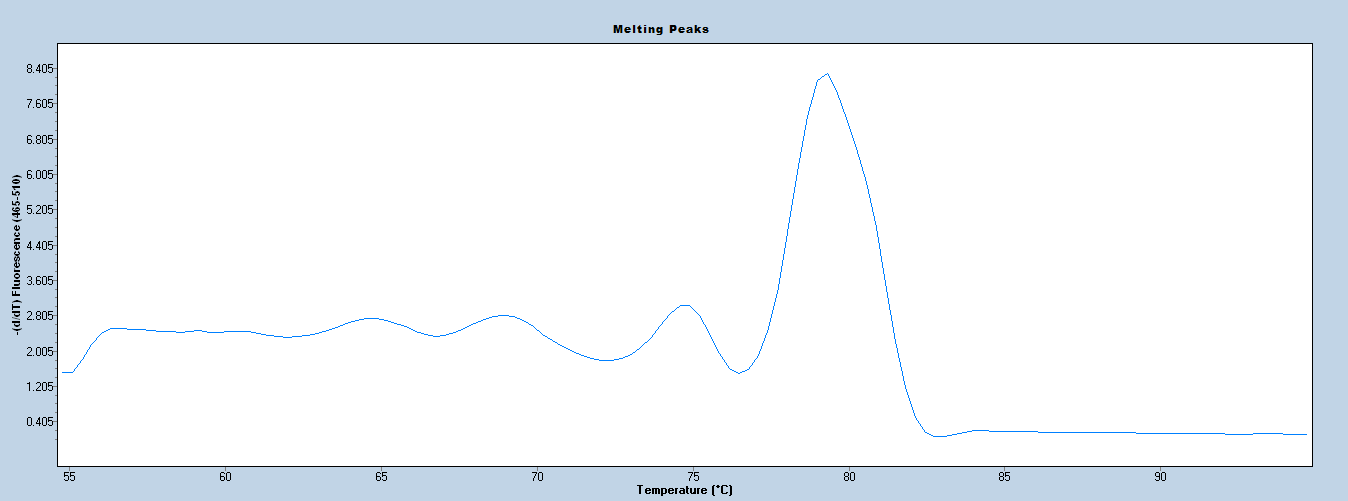 Melting Peaks
-(d/dT) Fluorescence (465-510)
8.405
7.605
6.805
6.005
5.205
4.405
3.605
2.805
2.005
1.205
0.405
55 60 65 70 75 80 85 90
Temperature (°C)